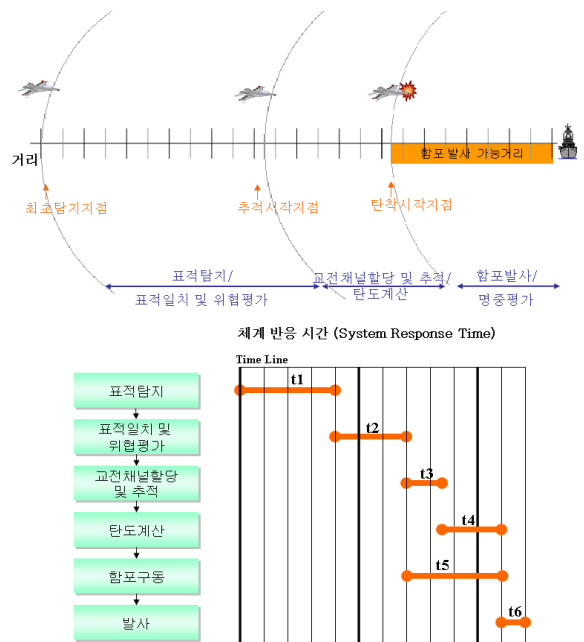 거리
함포 발사 가능거리
최초탐지지점
추적시작지점
탄착시작지점
표적탐지/
표적일치 및 위협평가
교전채널할당 및 추적/
탄도계산
함포발사/
명중평가
체계 반응 시간 (System Response Time)
Time Line
표적탐지
t1
표적일치 및
위협평가
t2
교전채널할당
및 추적
t3
탄도계산
t4
함포구동
t5
발사
t6